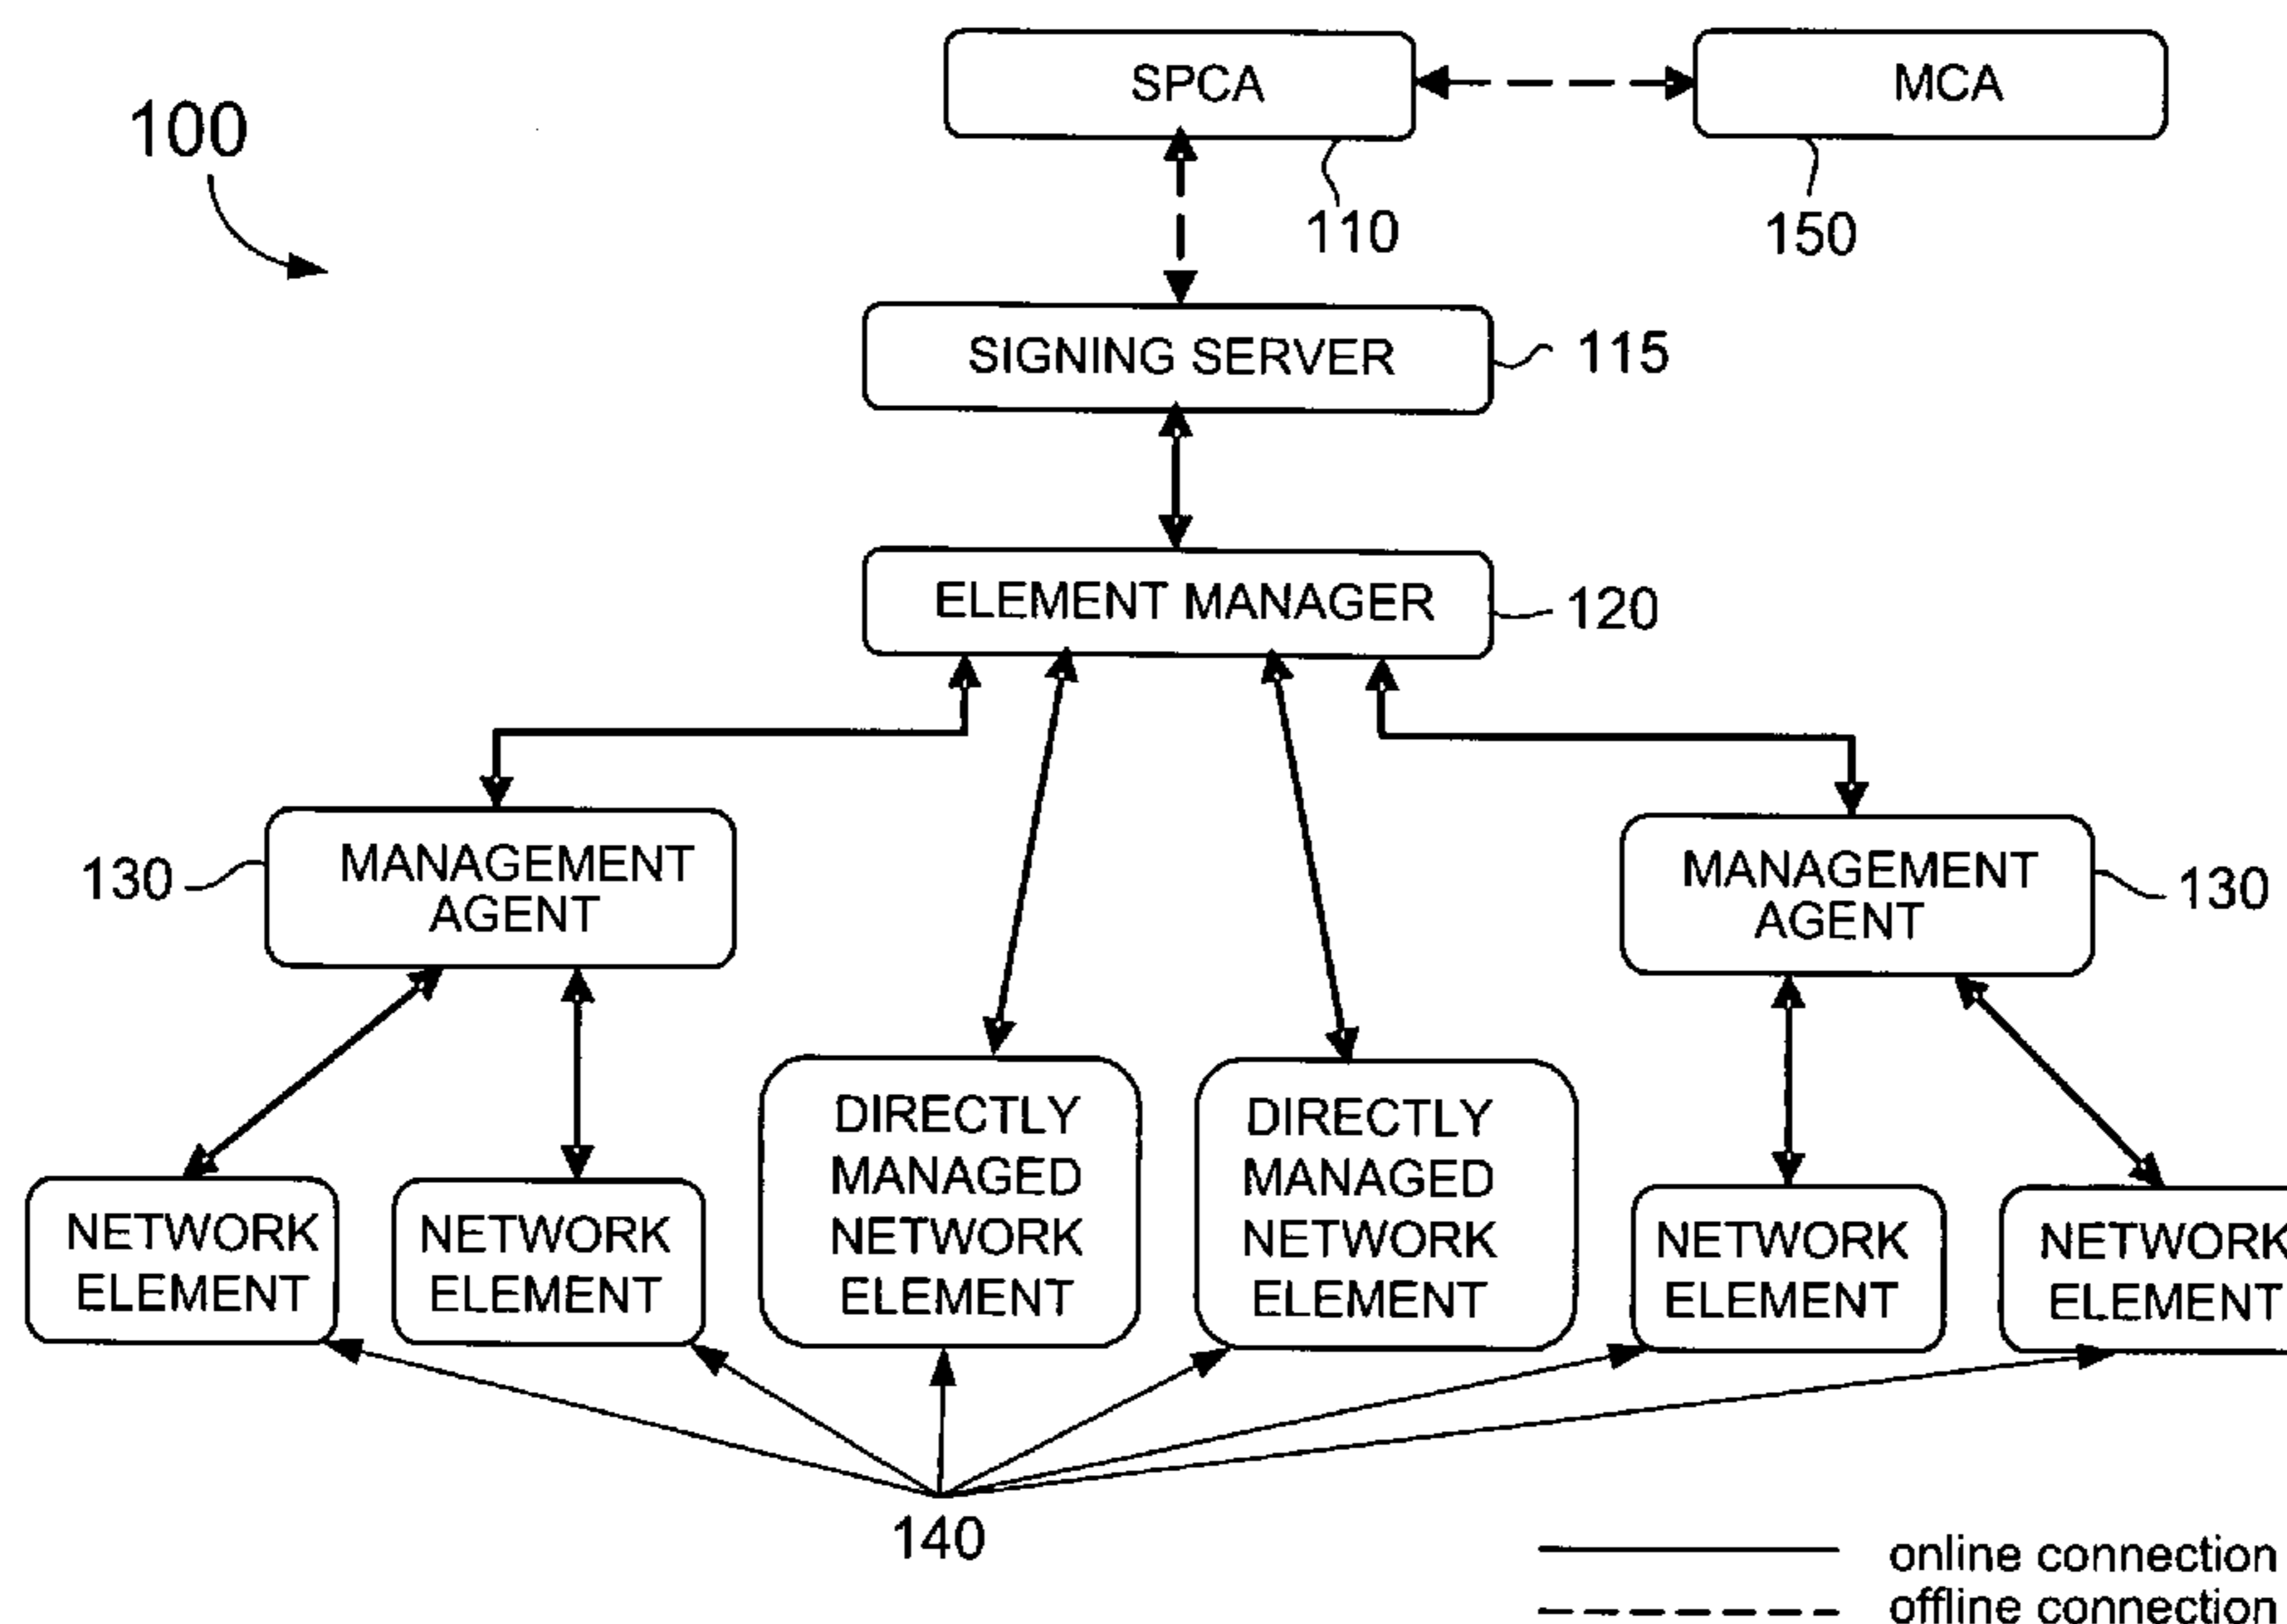 SPCA
MCA
100
110
150
SIGNING SERVER
115
ELEMENT MANAGER
120
130
MANAGEMENT
AGENT
MANAGEMENT
AGENT
130
NETWORK
ELEMENT
NETWORK
ELEMENT
DIRECTLY
MANAGED
NETWORK
ELEMENT
DIRECTLY
MANAGED
NETWORK
ELEMENT
NETWORK
ELEMENT
NETWORK
ELEMENT
140
online connection
offline connection